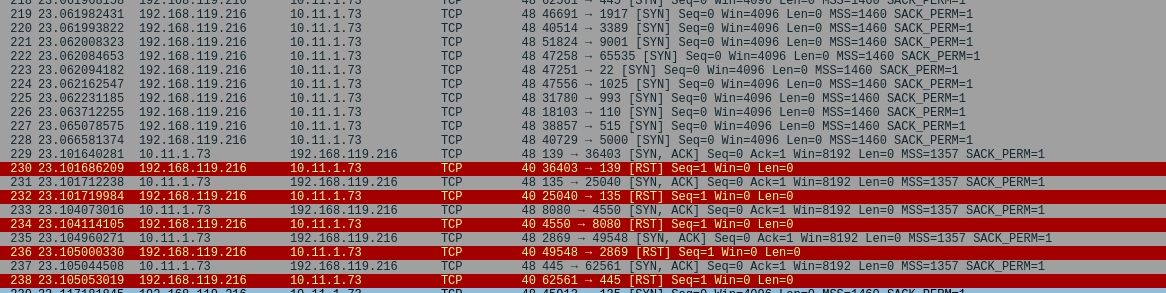 218 23.061968158 192.168.119.216 10.11.1.73 TCP 48 62561 → 445 [SYN] Seq=0 Win=4096 Len=0 MSS=1460 SACK_PERM=1
219 23.061982431 192.168.119.216 10.11.1.73 TCP 48 46691 → 1917 [SYN] Seq=0 Win=4096 Len=0 MSS=1460 SACK_PERM=1
220 23.061993822 192.168.119.216 10.11.1.73 TCP 48 40514 → 3389 [SYN] Seq=0 Win=4096 Len=0 MSS=1460 SACK_PERM=1
221 23.062008323 192.168.119.216 10.11.1.73 TCP 48 51824 → 9001 [SYN] Seq=0 Win=4096 Len=0 MSS=1460 SACK_PERM=1
222 23.062084653 192.168.119.216 10.11.1.73 TCP 48 47258 → 65535 [SYN] Seq=0 Win=4096 Len=0 MSS=1460 SACK_PERM=1
223 23.062094182 192.168.119.216 10.11.1.73 TCP 48 47251 → 22 [SYN] Seq=0 Win=4096 Len=0 MSS=1460 SACK_PERM=1
224 23.062162547 192.168.119.216 10.11.1.73 TCP 48 47556 → 1025 [SYN] Seq=0 Win=4096 Len=0 MSS=1460 SACK_PERM=1
225 23.062231185 192.168.119.216 10.11.1.73 TCP 48 31780 → 993 [SYN] Seq=0 Win=4096 Len=0 MSS=1460 SACK_PERM=1
226 23.063712255 192.168.119.216 10.11.1.73 TCP 48 18103 → 110 [SYN] Seq=0 Win=4096 Len=0 MSS=1460 SACK_PERM=1
227 23.065078575 192.168.119.216 10.11.1.73 TCP 48 38857 → 515 [SYN] Seq=0 Win=4096 Len=0 MSS=1460 SACK_PERM=1
228 23.066581374 192.168.119.216 10.11.1.73 TCP 48 40729 → 5000 [SYN] Seq=0 Win=4096 Len=0 MSS=1460 SACK_PERM=1
229 23.101640281 10.11.1.73 192.168.119.216 TCP 48 139 → 36403 [SYN, ACK] Seq=0 Ack=1 Win=8192 Len=0 MSS=1357 SACK_PERM=1
230 23.101686209 192.168.119.216 10.11.1.73 TCP 40 36403 → 139 [RST] Seq=1 Win=0 Len=0
231 23.101712238 10.11.1.73 192.168.119.216 TCP 48 135 → 25040 [SYN, ACK] Seq=0 Ack=1 Win=8192 Len=0 MSS=1357 SACK_PERM=1
232 23.101719984 192.168.119.216 10.11.1.73 TCP 40 25040 → 135 [RST] Seq=1 Win=0 Len=0
233 23.104073016 10.11.1.73 192.168.119.216 TCP 48 8080 → 4550 [SYN, ACK] Seq=0 Ack=1 Win=8192 Len=0 MSS=1357 SACK_PERM=1
234 23.104114105 192.168.119.216 10.11.1.73 TCP 40 4550 → 8080 [RST] Seq=1 Win=0 Len=0
235 23.104960271 10.11.1.73 192.168.119.216 TCP 48 2869 → 49548 [SYN, ACK] Seq=0 Ack=1 Win=8192 Len=0 MSS=1357 SACK_PERM=1
236 23.105000330 192.168.119.216 10.11.1.73 TCP 40 49548 → 2869 [RST] Seq=1 Win=0 Len=0
237 23.105044508 10.11.1.73 192.168.119.216 TCP 48 445 → 62561 [SYN, ACK] Seq=0 Ack=1 Win=8192 Len=0 MSS=1357 SACK_PERM=1
238 23.105053019 192.168.119.216 10.11.1.73 TCP 40 62561 → 445 [RST] Seq=1 Win=0 Len=0